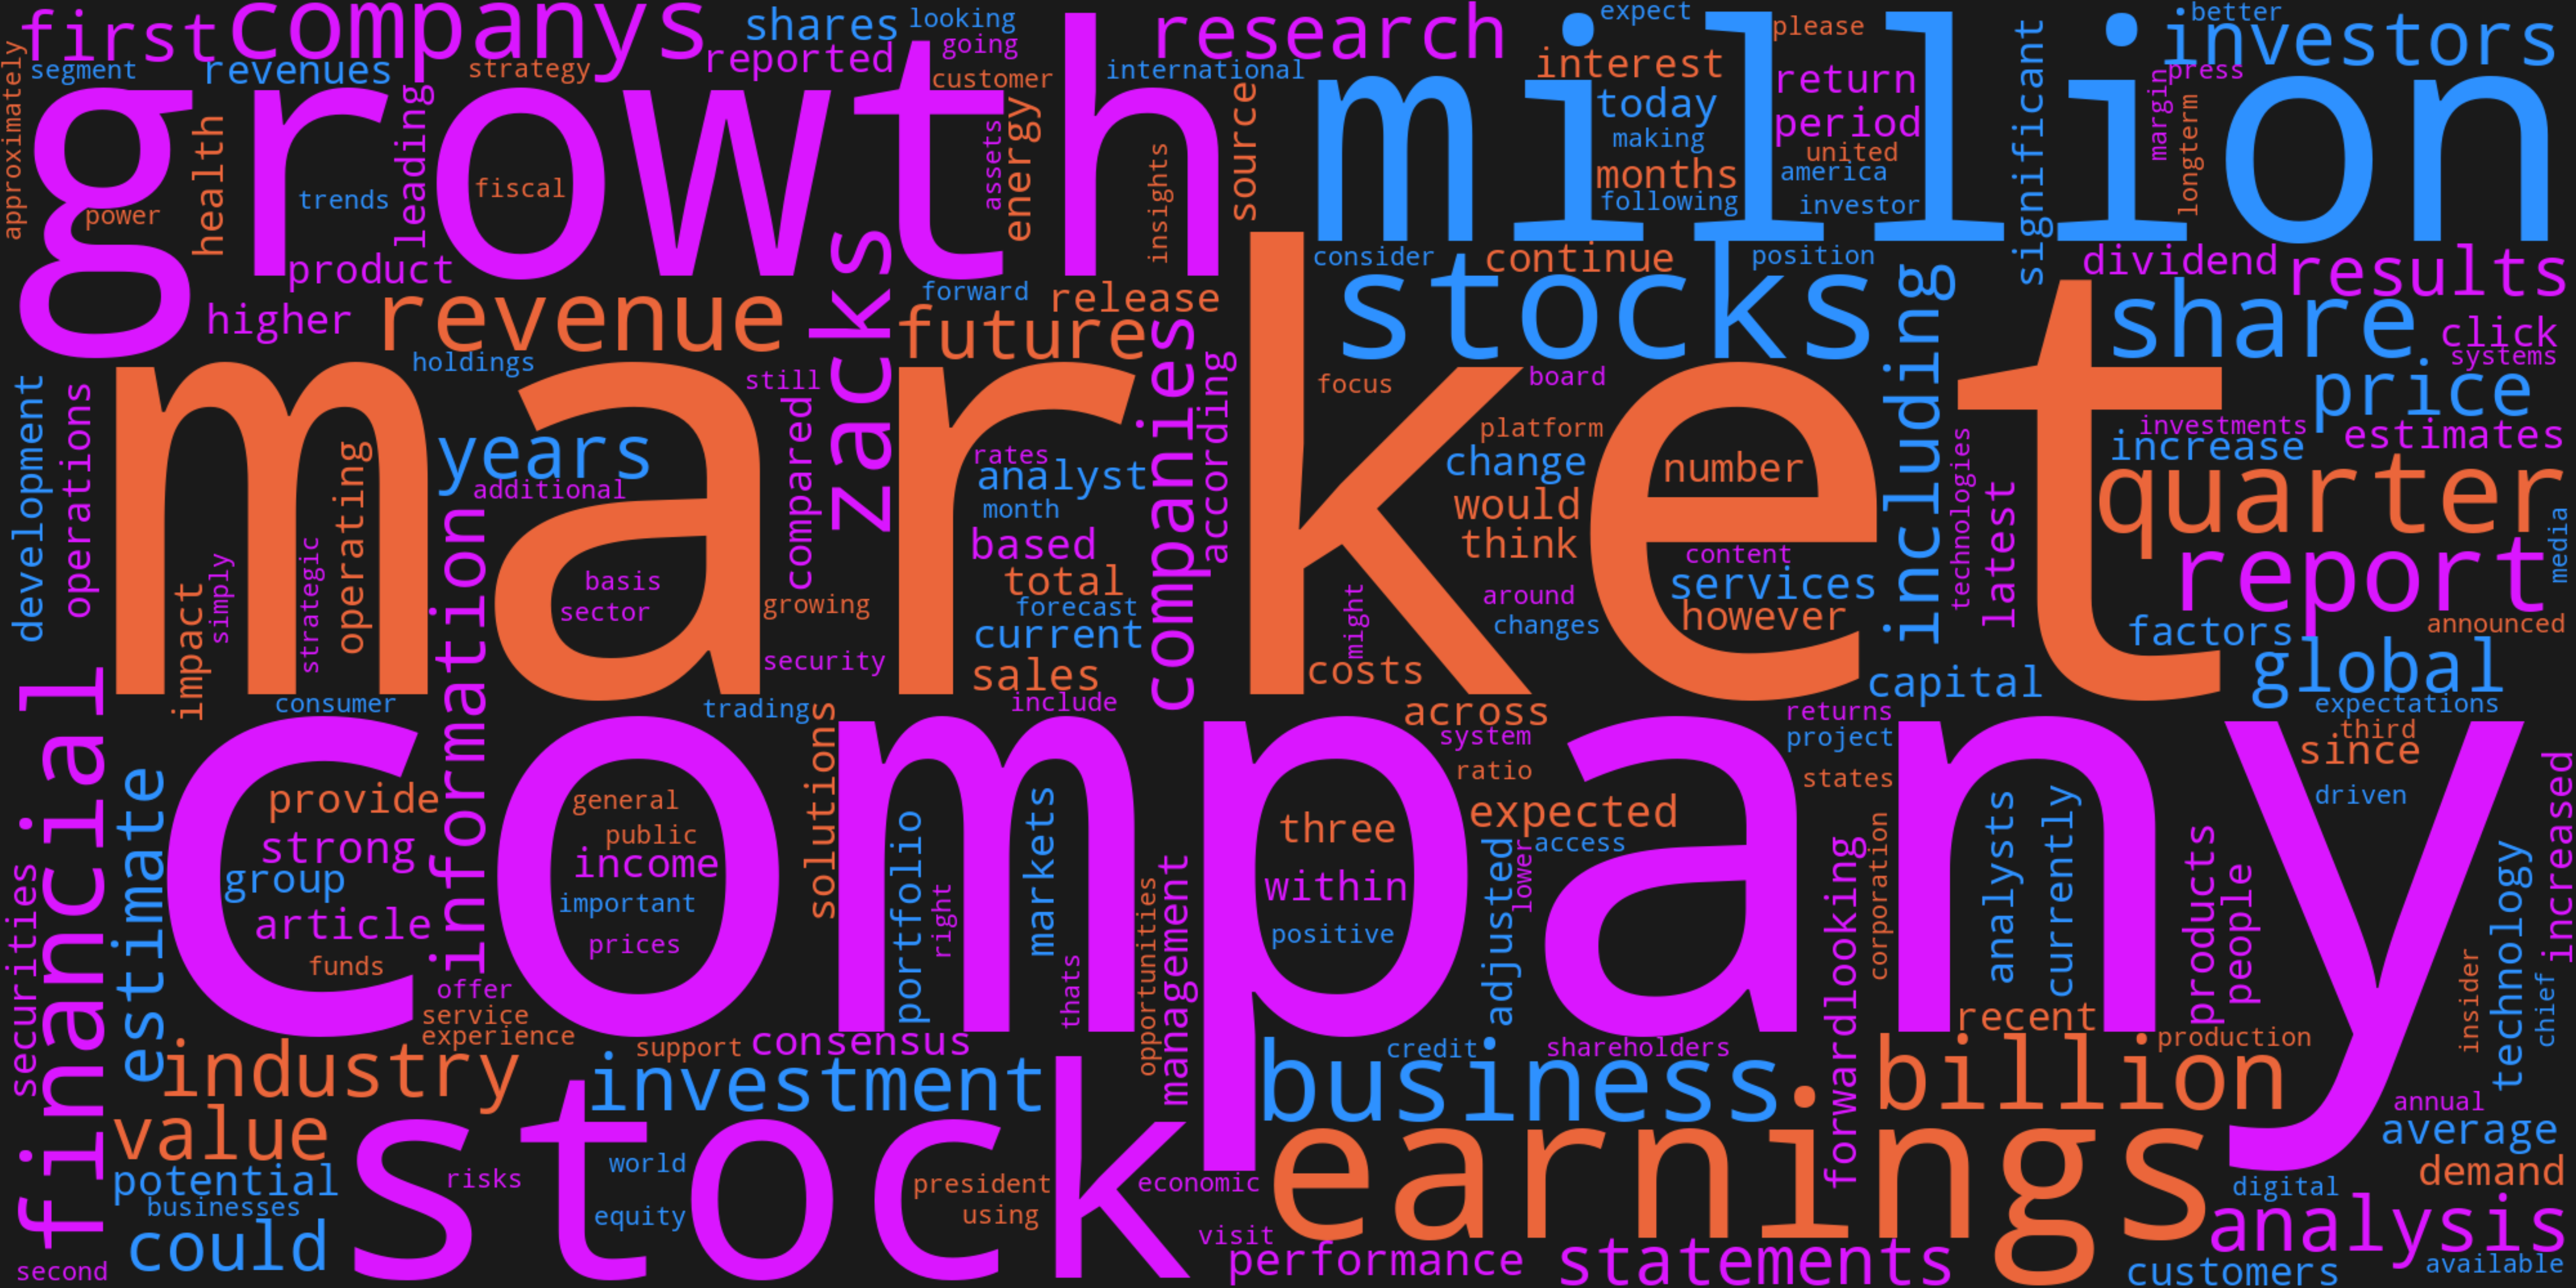 first
companys
shares
looking
reported
going
research
expect
please
better
investors
approximately
segment
revenues
strategy
customer
international
interest
return
press
significant
growth
million
today
period
making
united
months
america
following
investor
margin
longterm
health
leading
trends
fiscal
power
assets
energy
insights
source
product
zacks
consider
continue
position
dividend
results
higher
revenue
forward
release
future
stocks
including
share
click
systems
holdings
still
companies
according
focus
board
price
market
development
operations
years
additional
compared
rates
analyst
month
platform
change
number
would
think
investments
increase
estimates
technologies
latest
quarter
operating
information
basis
sector
growing
based
total
forecast
current
content
services
however
around
changes
might
report
media
impact
simply
strategic
security
sales
costs
capital
factors
announced
global
consumer
trading
include
across
returns
expectations
financial
solutions
system
project
third
since
ratio
states
driven
increased
company
estimate
provide
strong
group
article
funds
general
public
income
important
prices
portfolio
right
markets
thats
opportunities
management
three
within
positive
expected
access
adjusted
lower
forwardlooking
corporation
analysts
currently
products
people
technology
insider
chief
securities
offer
service
experience
support
consensus
recent
production
industry
investment
credit
shareholders
business
billion
value
annual
average
potential
businesses
stock
risks
world
equity
president
using
economic
earnings
demand
digital
could
visit
analysis
second
performance
statements
customers
available